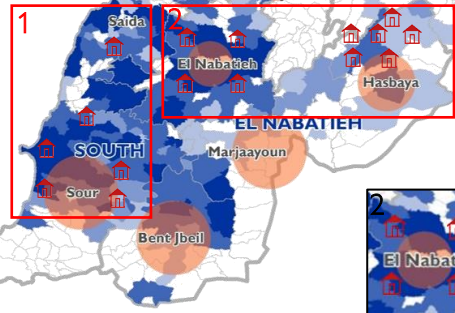 1
2
Saida
El Nabatieh
Hasbaya
EL NABATIEH
SOUTH
Marjaayoun
Sour
Bent Jbeil
2
El Nabat